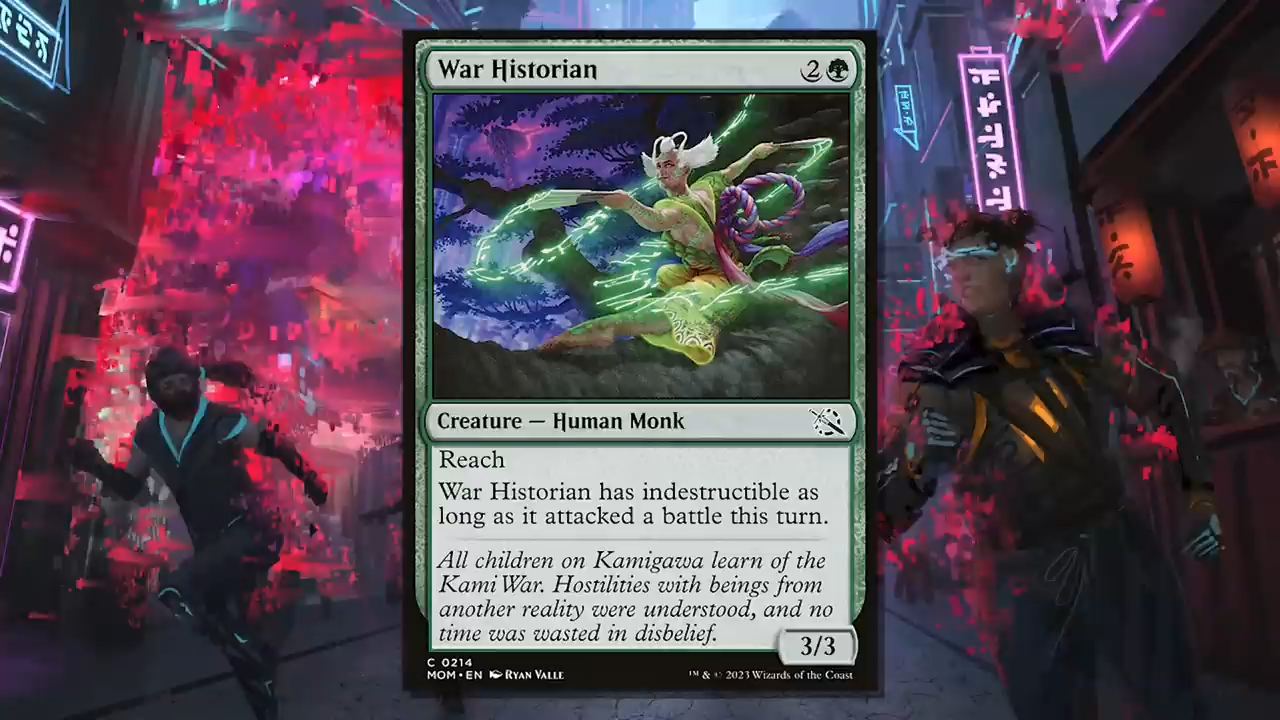 War Historian
2
Creature — Human Monk
Reach
War Historian has indestructible as
long as it attacked a battle this turn.
All children on Kamigawa learn of the
Kami War. Hostilities with beings from
another reality were understood, and no
time was wasted in disbelief.
3/3
C 0214
MOM • EN RYAN VALLE
™ & © 2023 Wizards of the Coast